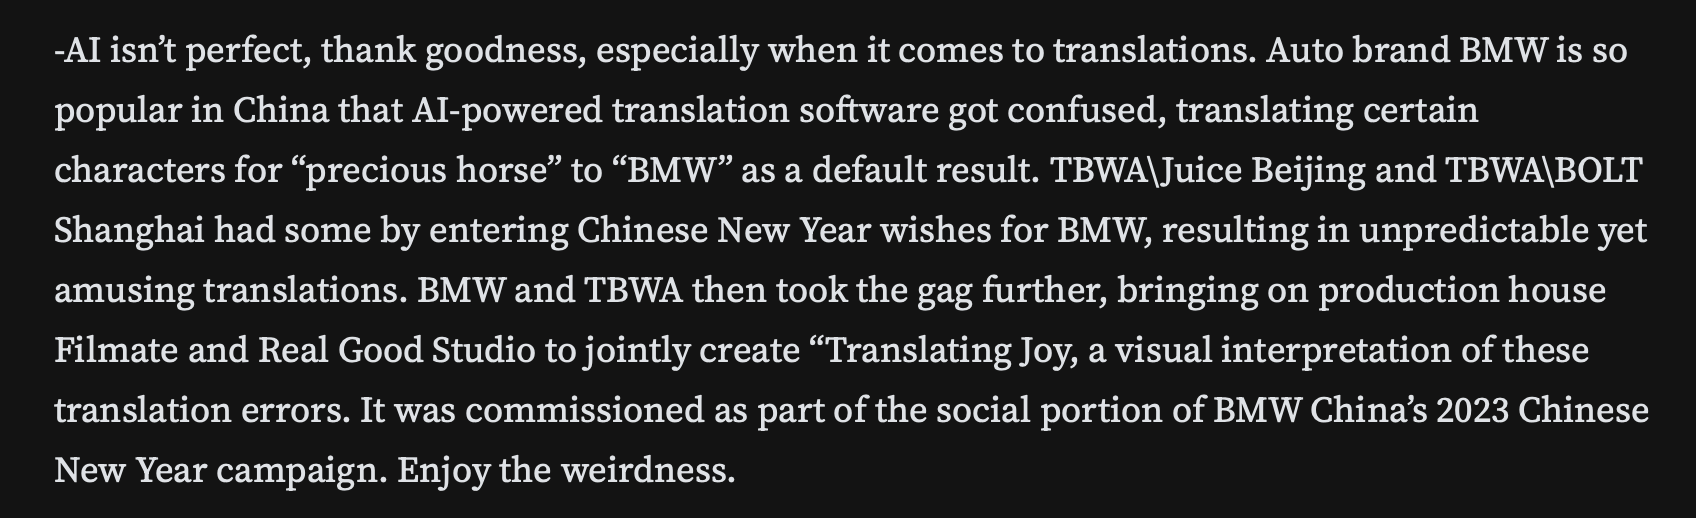 -AI isn’t perfect, thank goodness, especially when it comes to translations. Auto brand BMW is so
popular in China that AI-powered translation software got confused, translating certain
characters for “precious horse” to “BMW” as a default result. TBWA\Juice Beijing and TBWA\BOLT
Shanghai had some by entering Chinese New Year wishes for BMW, resulting in unpredictable yet
amusing translations. BMW and TBWA then took the gag further, bringing on production house
Filmate and Real Good Studio to jointly create “Translating Joy, a visual interpretation of these
translation errors. It was commissioned as part of the social portion of BMW China’s 2023 Chinese
New Year campaign. Enjoy the weirdness.